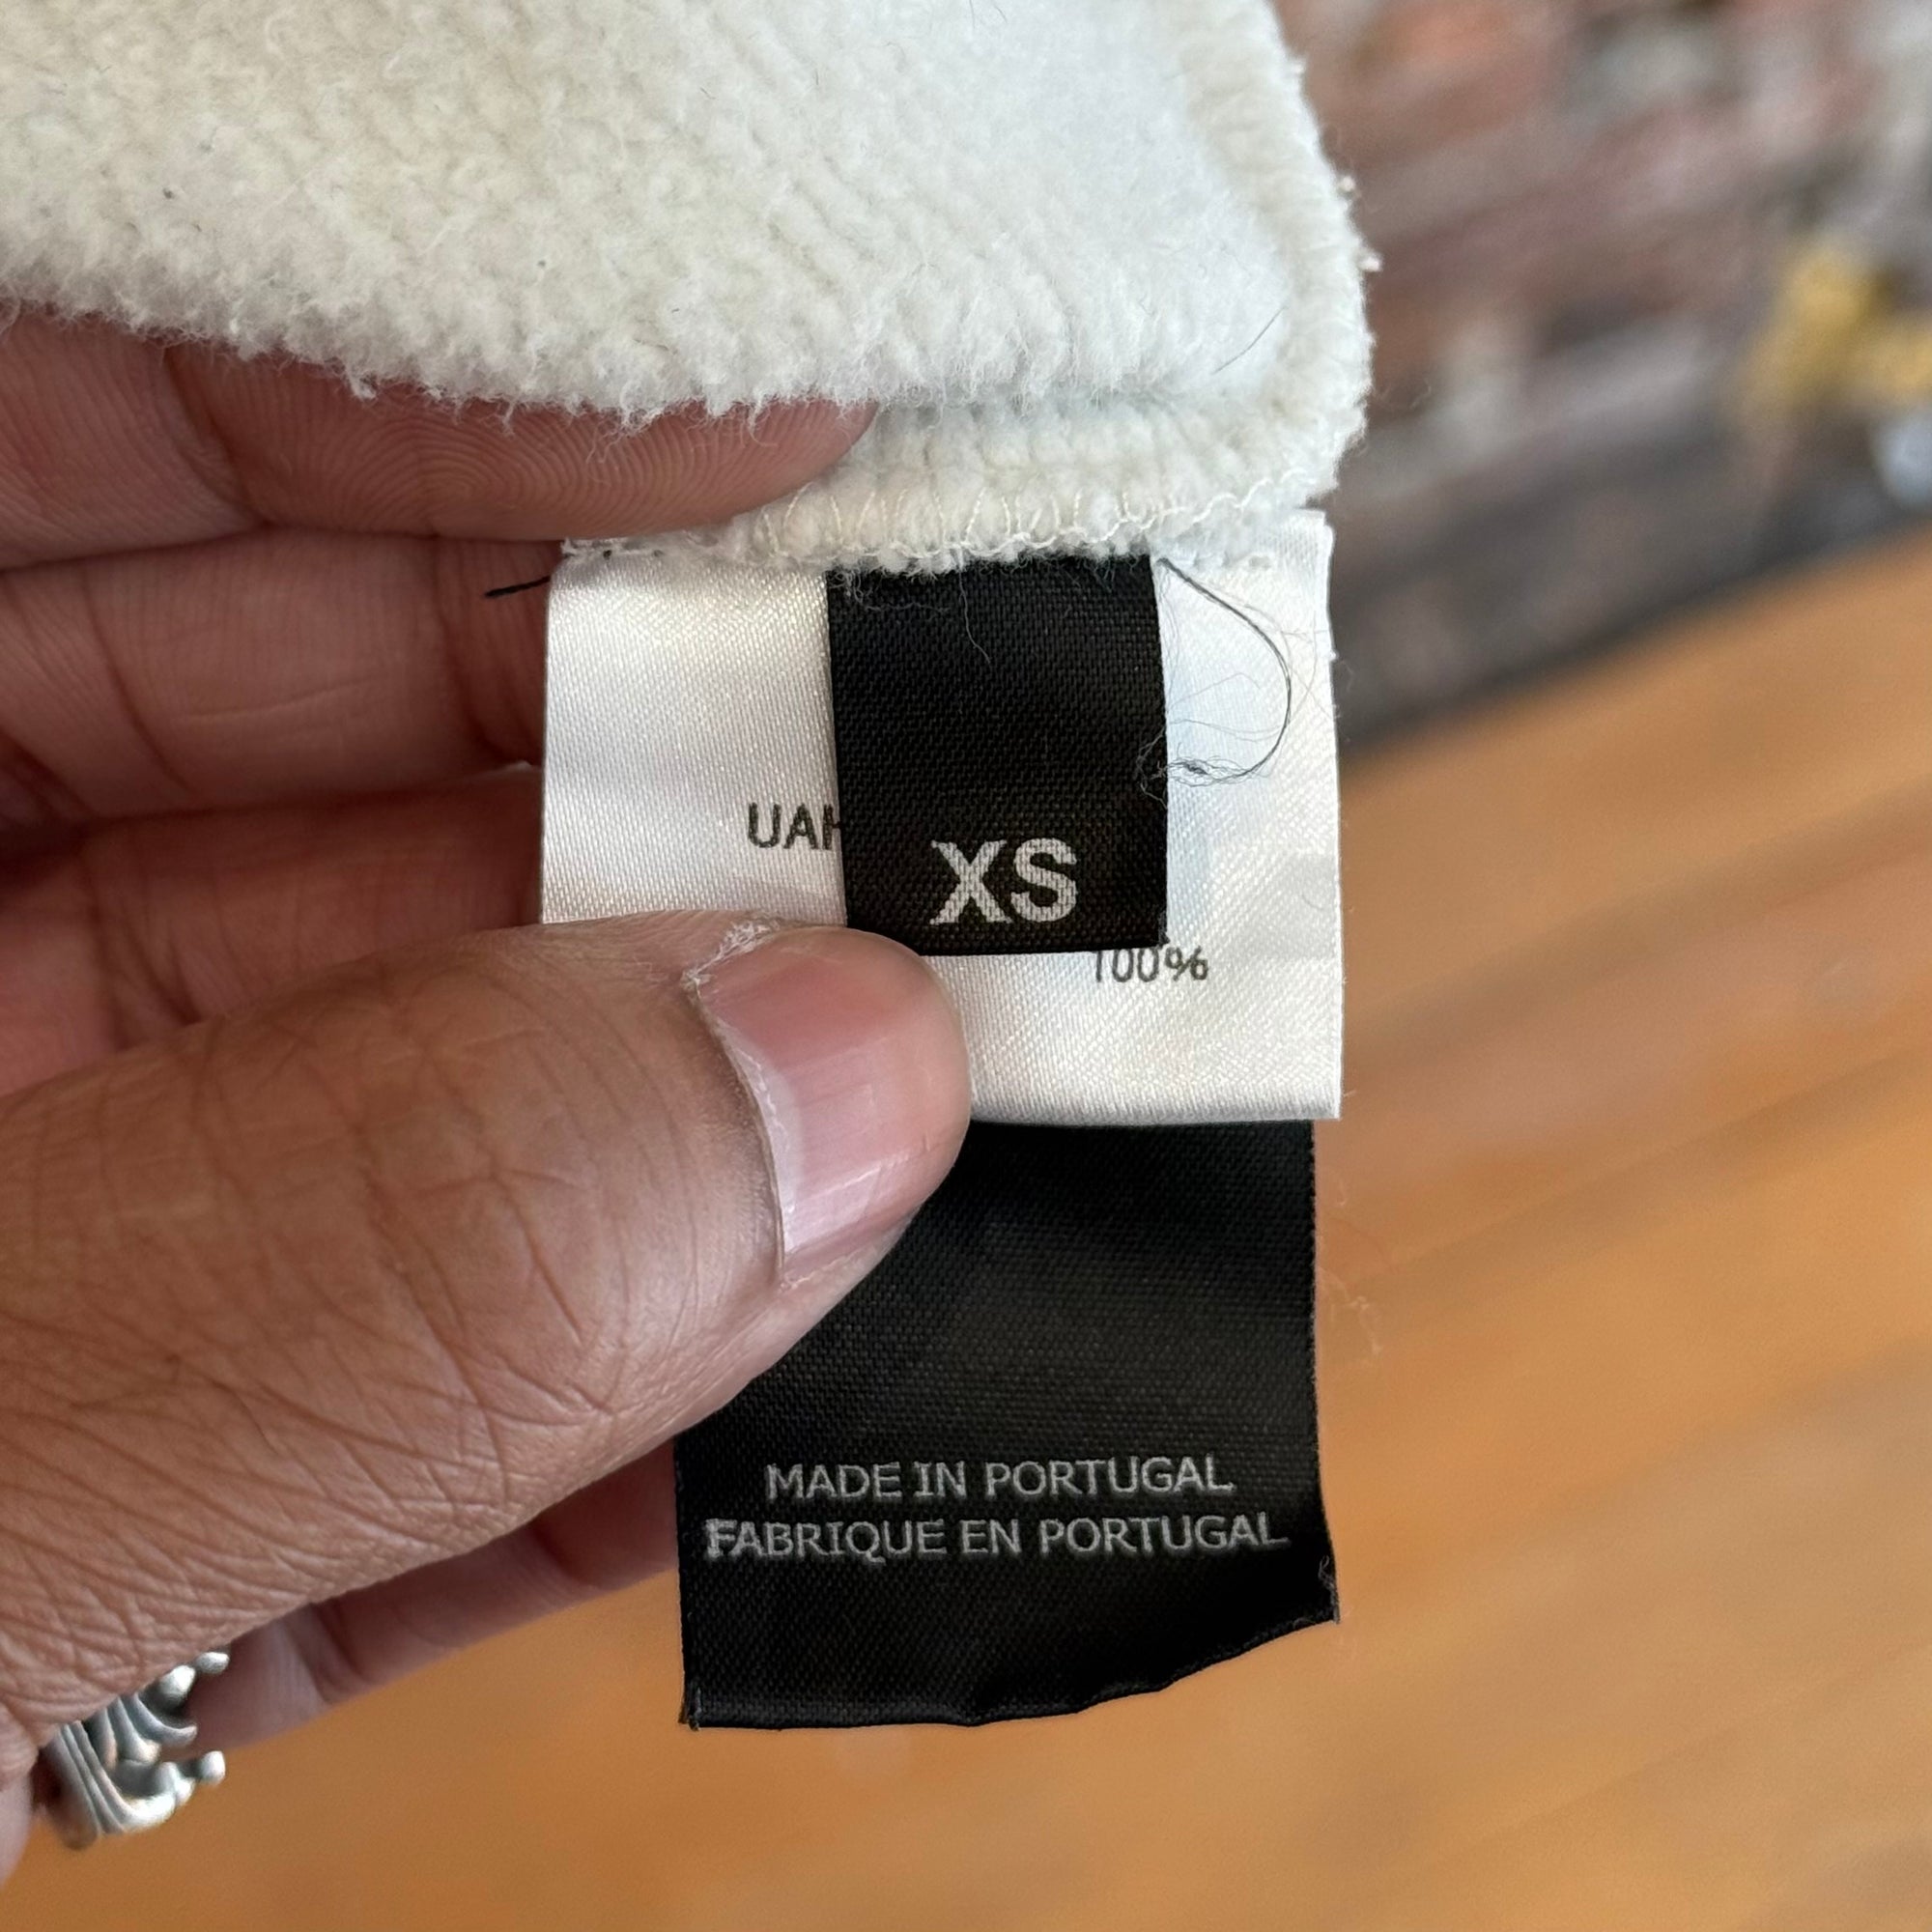 UAH
XS
100%
MADE IN PORTUGAL
FABRIQUE EN PORTUGAL